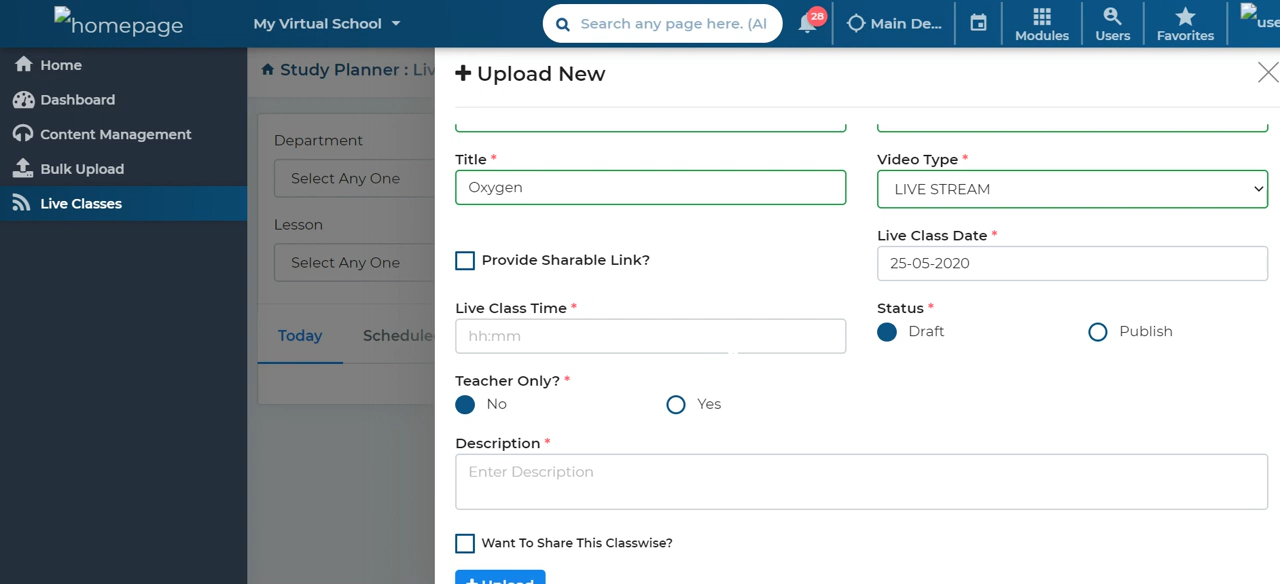 homepage
My Virtual School
Search any page here. (Al
28
Main De...
Modules
Users
Favorites
use
Home
Dashboard
Content Management
Bulk Upload
Live Classes
Study Planner : Liv
Department
Select Any One
Lesson
Select Any One
Today
Schedule
+ Upload New
Title *
Oxygen
Video Type *
LIVE STREAM
Provide Sharable Link?
Live Class Date *
25-05-2020
Live Class Time *
hh:mm
Status *
Draft
Publish
Teacher Only? *
No
Yes
Description *
Enter Description
Want To Share This Classwise?
+ Upload